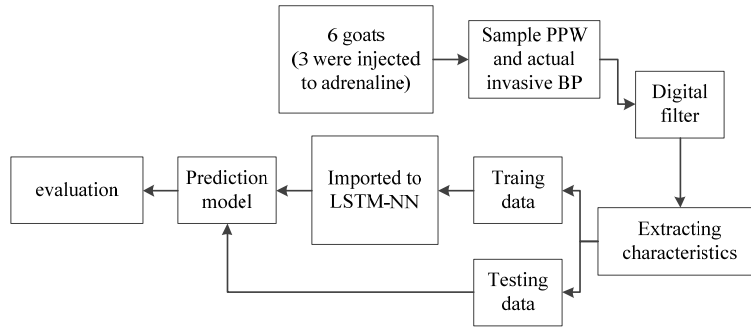 6 goats
(3 were injected
to adrenaline)
Sample PPW
and actual
invasive BP
Digital
filter
Extracting
characteristics
Traing
data
Testing
data
Imported to
LSTM-NN
Prediction
model
evaluation